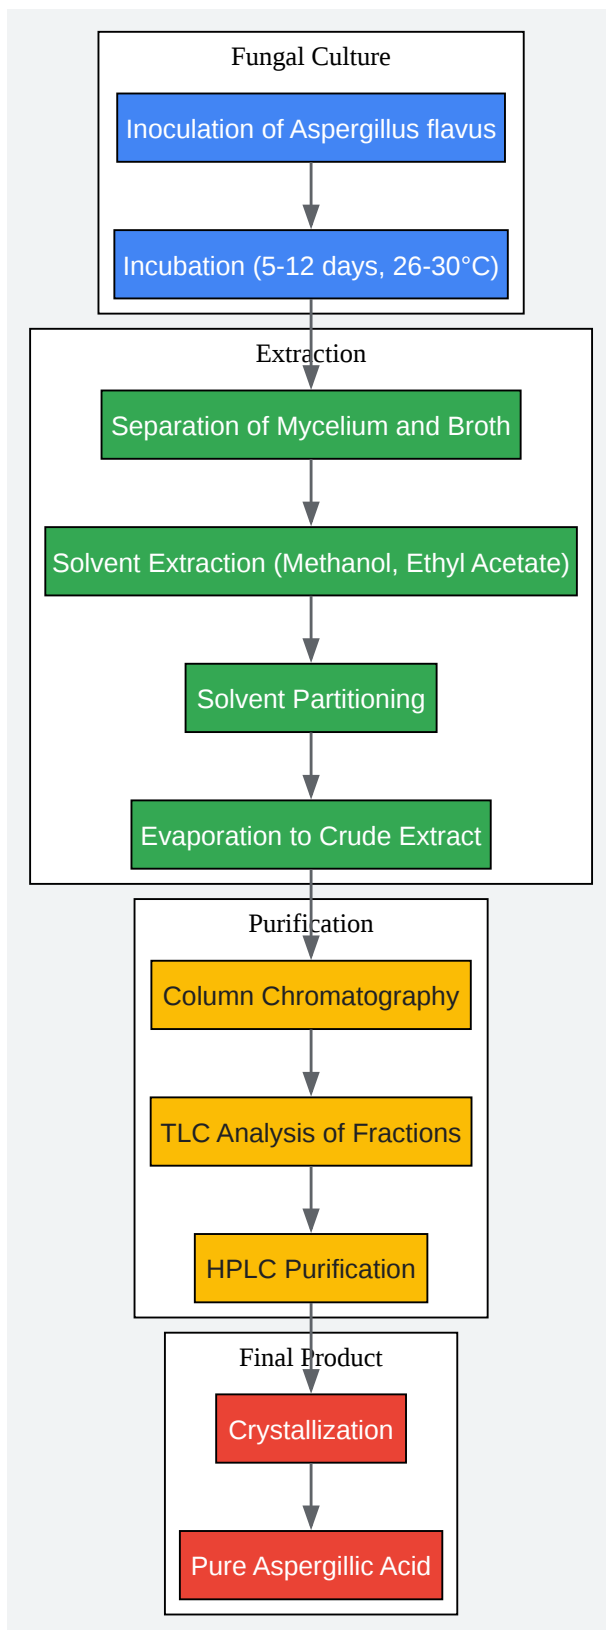 Fungal Culture
Inoculation of Aspergillus flavus
Incubation (5-12 days, 26-30°C)
Extraction
Separation of Mycelium and Broth
Solvent Extraction (Methanol, Ethyl Acetate)
Solvent Partitioning
Evaporation to Crude Extract
Purification
Column Chromatography
TLC Analysis of Fractions
HPLC Purification
Final Product
Crystallization
Pure Aspergillic Acid